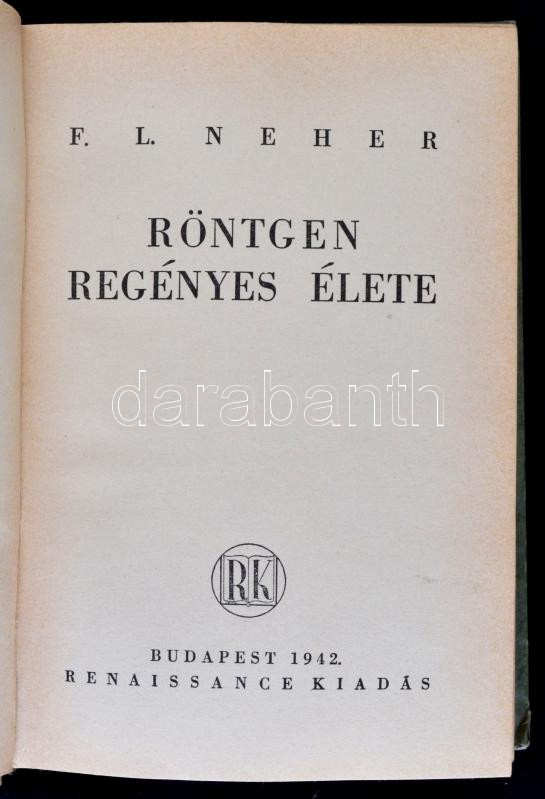 F. L. NEHER
RÖNTGEN
REGÉNYES ÉLETE
darabanth
RK
BUDAPEST 1942.
RENAISSANCE KIADÁS